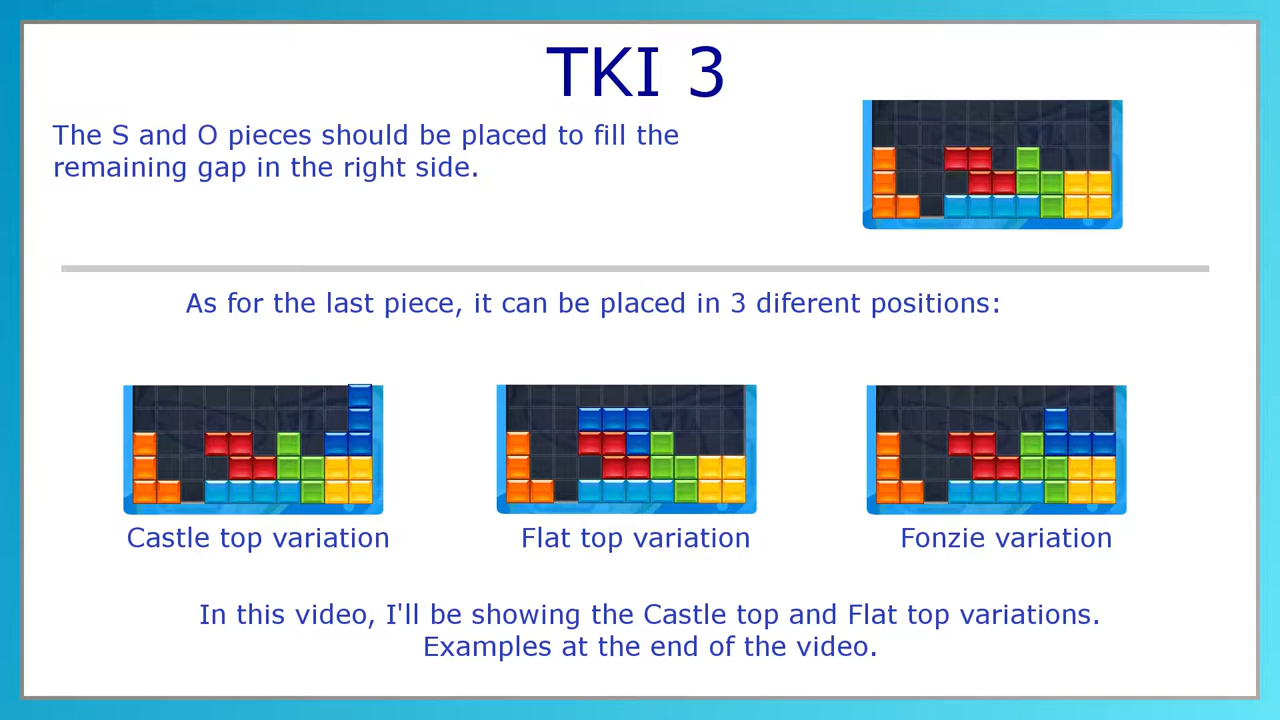 TKI 3
The S and O pieces should be placed to fill the
remaining gap in the right side.
As for the last piece, it can be placed in 3 diferent positions:
Castle top variation
Flat top variation
Fonzie variation
In this video, I'll be showing the Castle top and Flat top variations.
Examples at the end of the video.